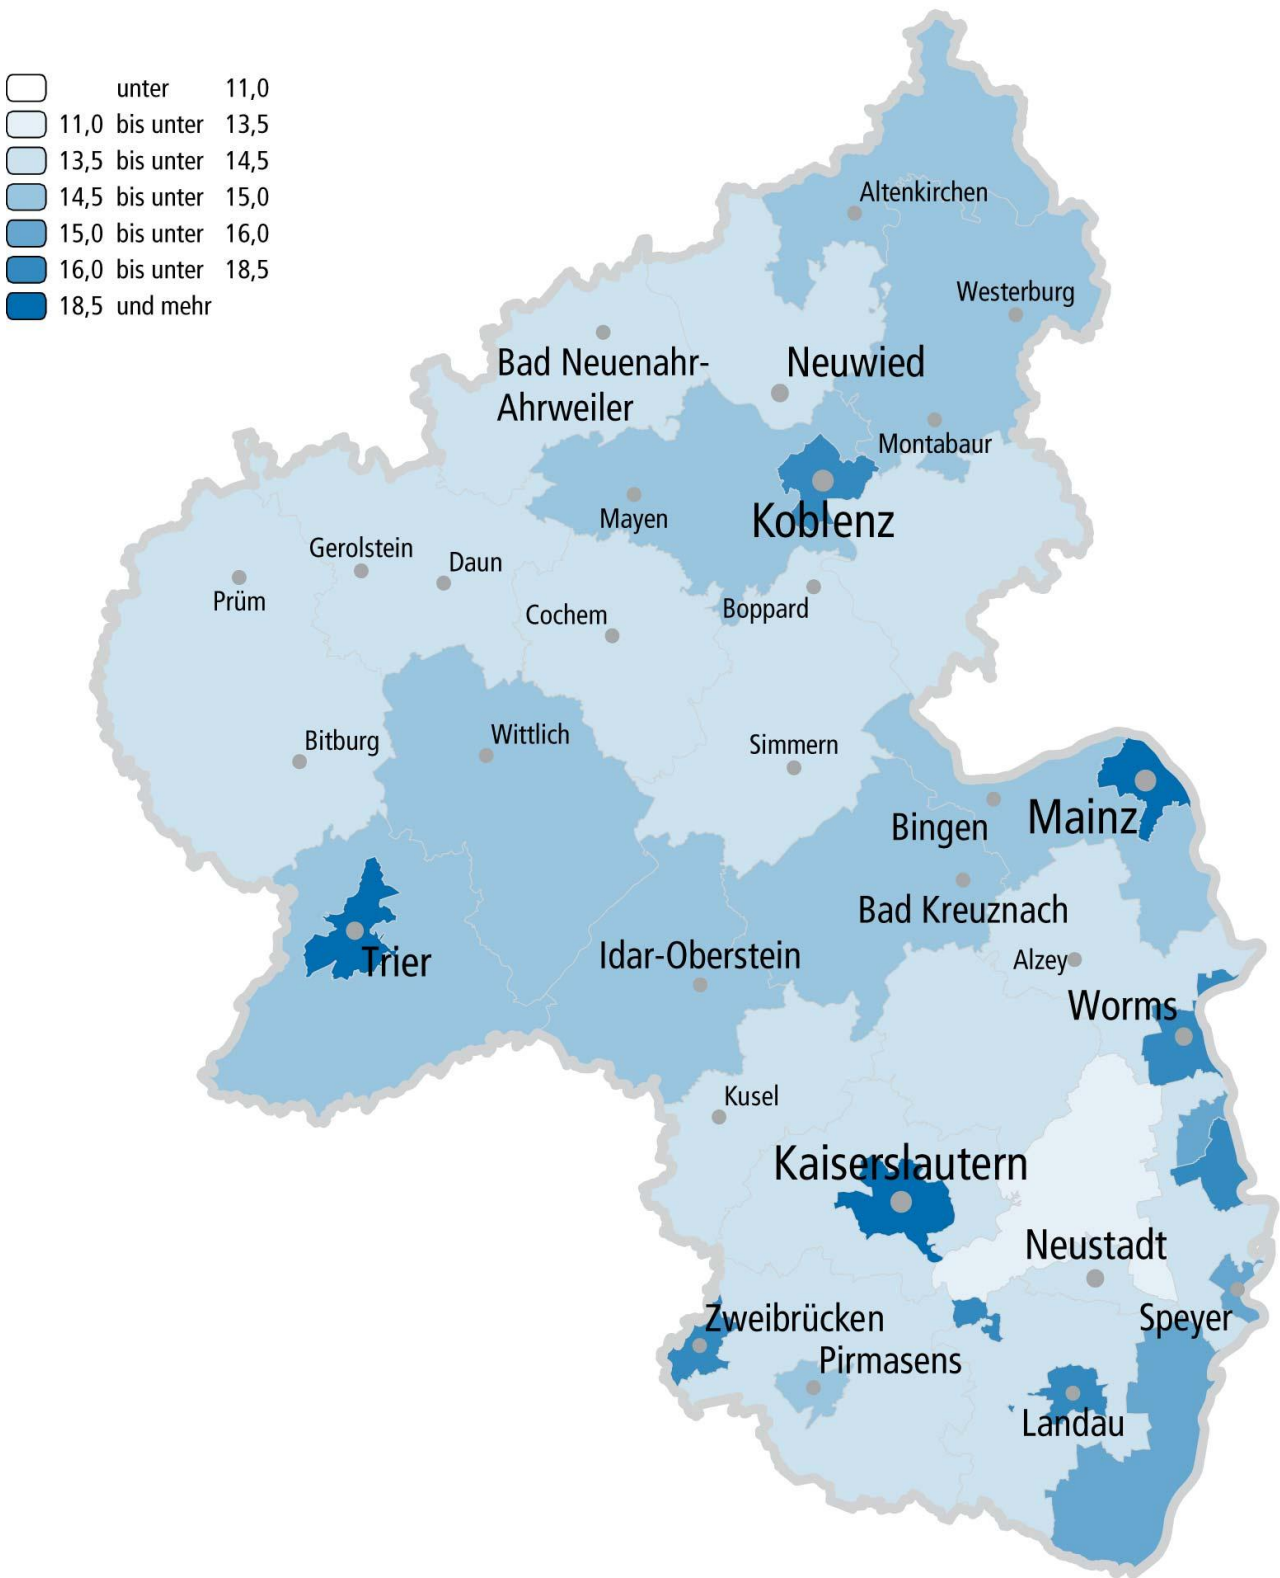 unter 11,0
11,0 bis unter 13,5
13,5 bis unter 14,5
14,5 bis unter 15,0
15,0 bis unter 16,0
16,0 bis unter 18,5
18,5 und mehr
Altenkirchen
Westerburg
Bad Neuenahr-
Ahrweiler
Neuwied
Montabaur
Mayen
Koblenz
Gerolstein
Daun
Prüm
Cochem
Boppard
Bitburg
Wittlich
Simmern
Bingen
Mainz
Bad Kreuznach
Trier
Idar-Oberstein
Alzey
Worms
Kusel
Kaiserslautern
Neustadt
Zweibrücken
Speyer
Pirmasens
Landau